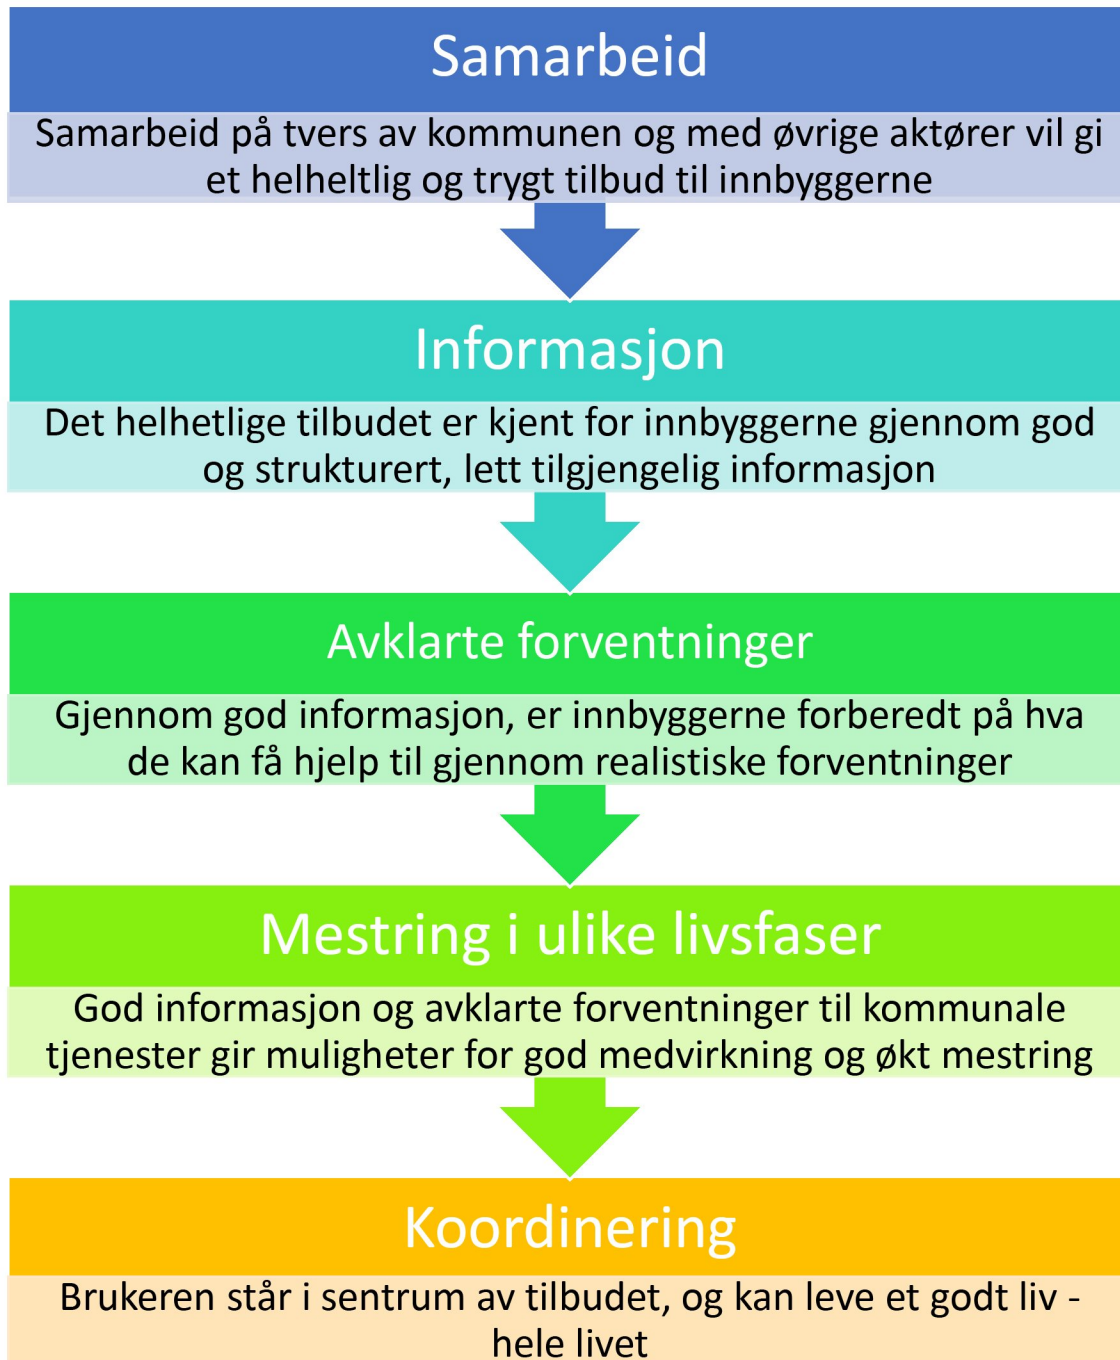 Samarbeid
Samarbeid på tvers av kommunen og med øvrige aktører vil gi
et helheltlig og trygt tilbud til innbyggerne
Informasjon
Det helhetlige tilbudet er kjent for innbyggerne gjennom god
og strukturert, lett tilgjengelig informasjon
Avklarte forventninger
Gjennom god informasjon, er innbyggerne forberedt på hva
de kan få hjelp til gjennom realistiske forventninger
Mestring i ulike livsfaser
God informasjon og avklarte forventninger til kommunale
tjenester gir muligheter for god medvirkning og økt mestring
Koordinering
Brukeren står i sentrum av tilbudet, og kan leve et godt liv -
hele livet